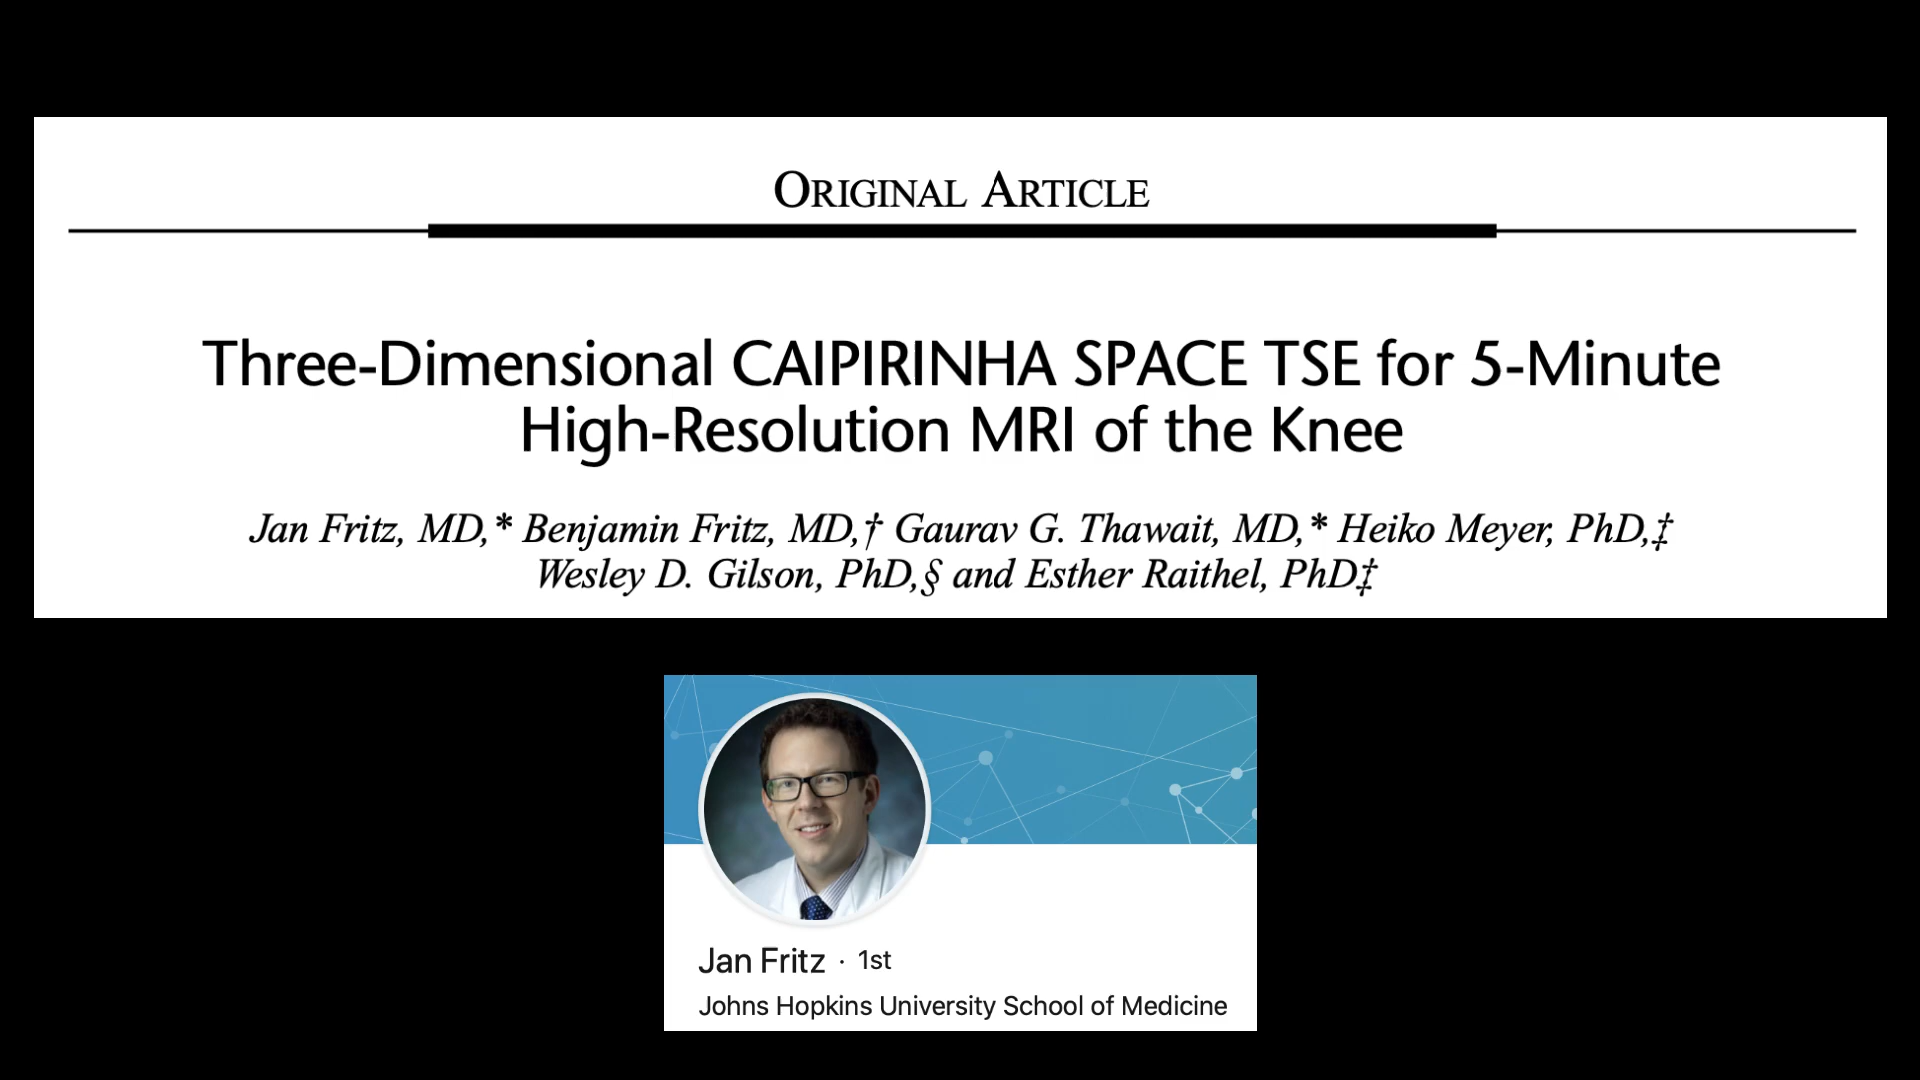 ORIGINAL ARTICLE
Three-Dimensional CAIPIRINHA SPACE TSE for 5-Minute
High-Resolution MRI of the Knee
Jan Fritz, MD,* Benjamin Fritz, MD,† Gaurav G. Thawait, MD,* Heiko Meyer, PhD,‡
Wesley D. Gilson, PhD,§ and Esther Raithel, PhD‡
Jan Fritz · 1st
Johns Hopkins University School of Medicine